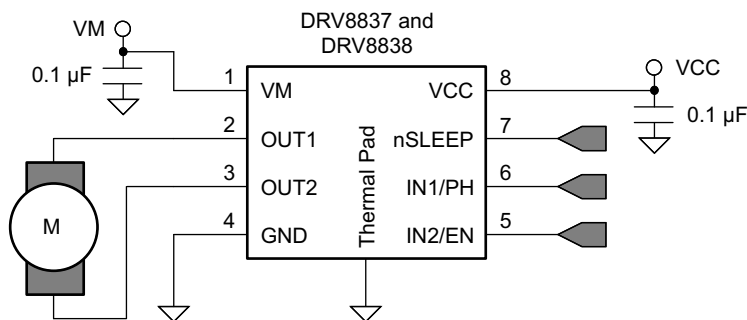 DRV8837 and
DRV8838
VM
0.1 µF
VCC
0.1 µF
1
VM
VCC
8
2
OUT1
nSLEEP
7
3
OUT2
IN1/PH
6
4
GND
IN2/EN
5
Thermal Pad
M